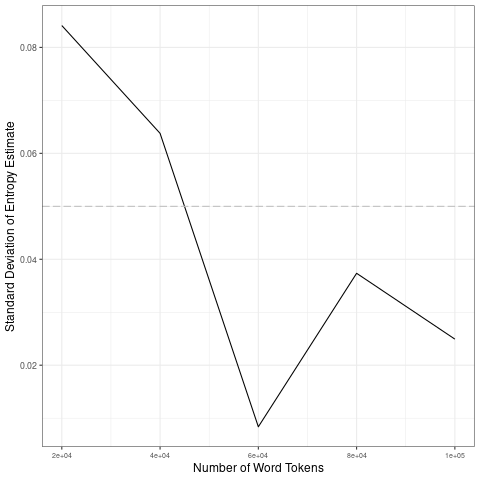 Standard Deviation of Entropy Estimate
0.08
0.06
0.04
0.02
2e+04 4e+04 6e+04 8e+04 1e+05
Number of Word Tokens